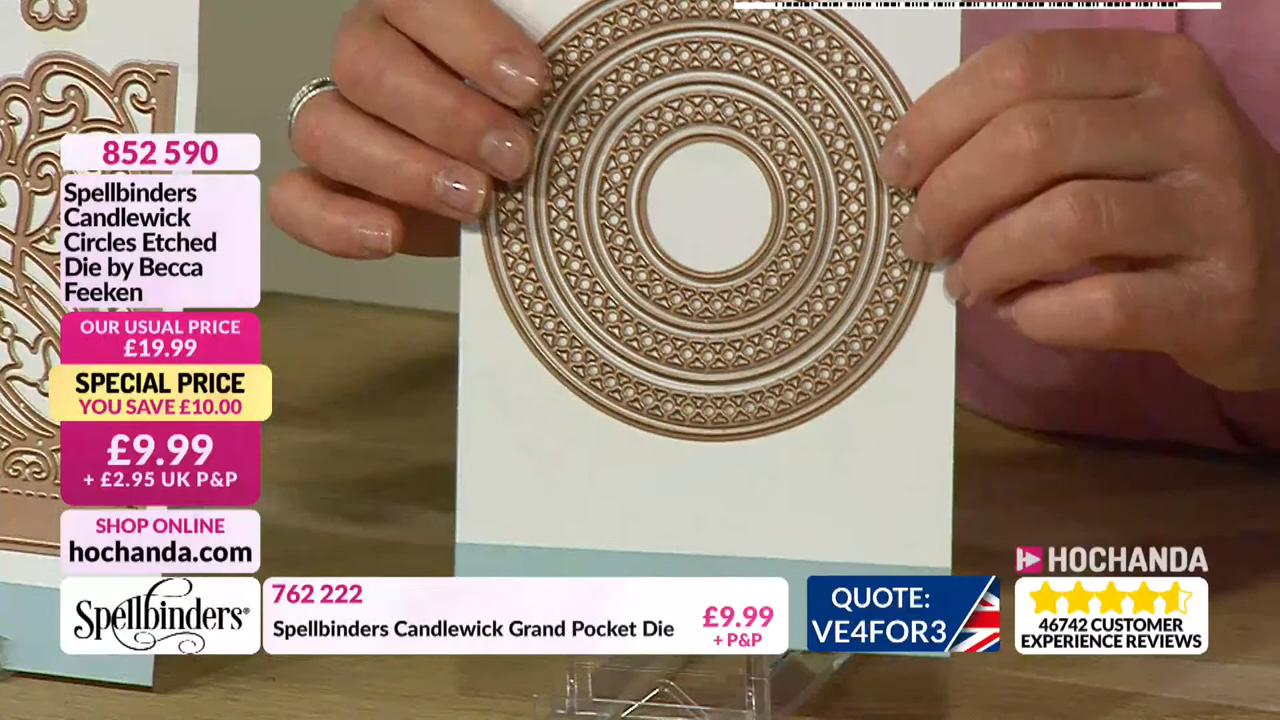 852 590
Spellbinders
Candlewick
Circles Etched
Die by Becca
Feeken
OUR USUAL PRICE
£19.99
SPECIAL PRICE
YOU SAVE £10.00
£9.99
+ £2.95 UK P&P
SHOP ONLINE
hochanda.com
Spellbinders®
762 222
Spellbinders Candlewick Grand Pocket Die
£9.99
+ P&P
QUOTE:
VE4FOR3
HOCHANDA
46742 CUSTOMER
EXPERIENCE REVIEWS